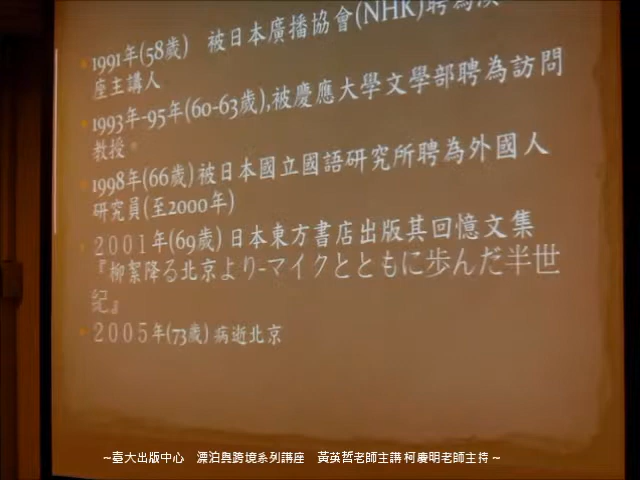 1991年(58歲) 被日本廣播協會(NHK)聘為
座主講人
1993年-95年(60-63歲),被慶應大學文學部聘為訪問
教授。
1998年(66歲)被日本國立國語研究所聘為外國人
研究員(至2000年)
2001年(69歲) 日本東方書店出版其回憶文集
『柳絮降る北京より-マイクとともに歩んだ半世
紀』
2005年(73歲) 病逝北京
~臺大出版中心 漂泊與跨境系列講座 黃英哲老師主講 柯慶明老師主持~